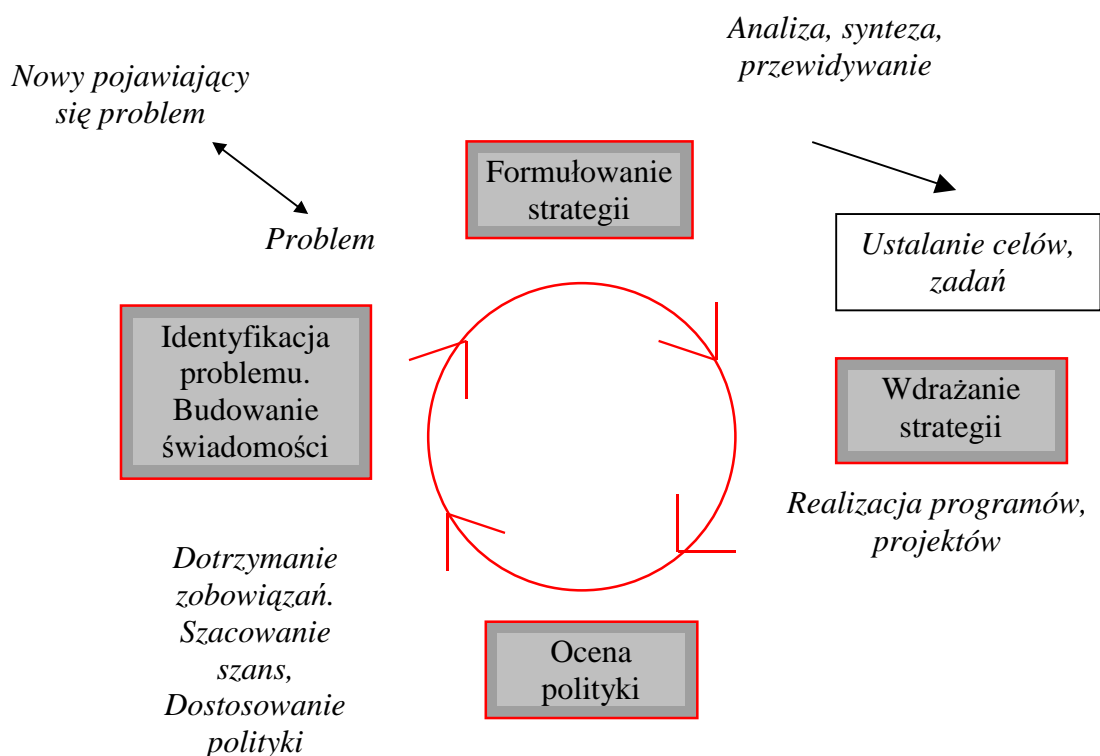 Analiza, synteza,
przewidywanie
Nowy pojawiający
się problem
Formułowanie
strategii
Problem
Ustalanie celów,
zadań
Identyfikacja
problemu.
Budowanie
świadomości
Wdrażanie
strategii
Realizacja programów,
projektów
Dotrzymanie
zobowiązań.
Szacowanie
szans,
Dostosowanie
polityki
Ocena
polityki